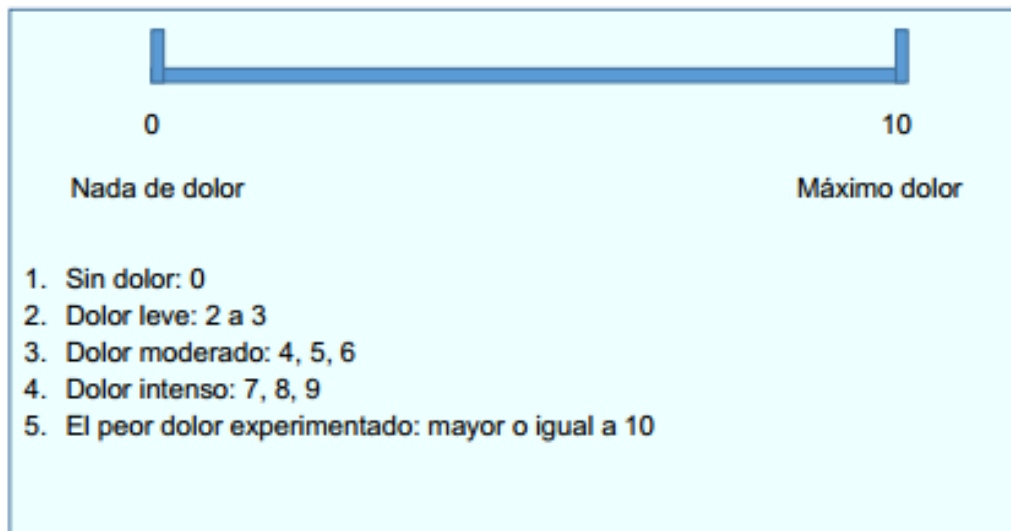 0 10
Nada de dolor Máximo dolor
1. Sin dolor: 0
2. Dolor leve: 2 a 3
3. Dolor moderado: 4, 5, 6
4. Dolor intenso: 7, 8, 9
5. El peor dolor experimentado: mayor o igual a 10